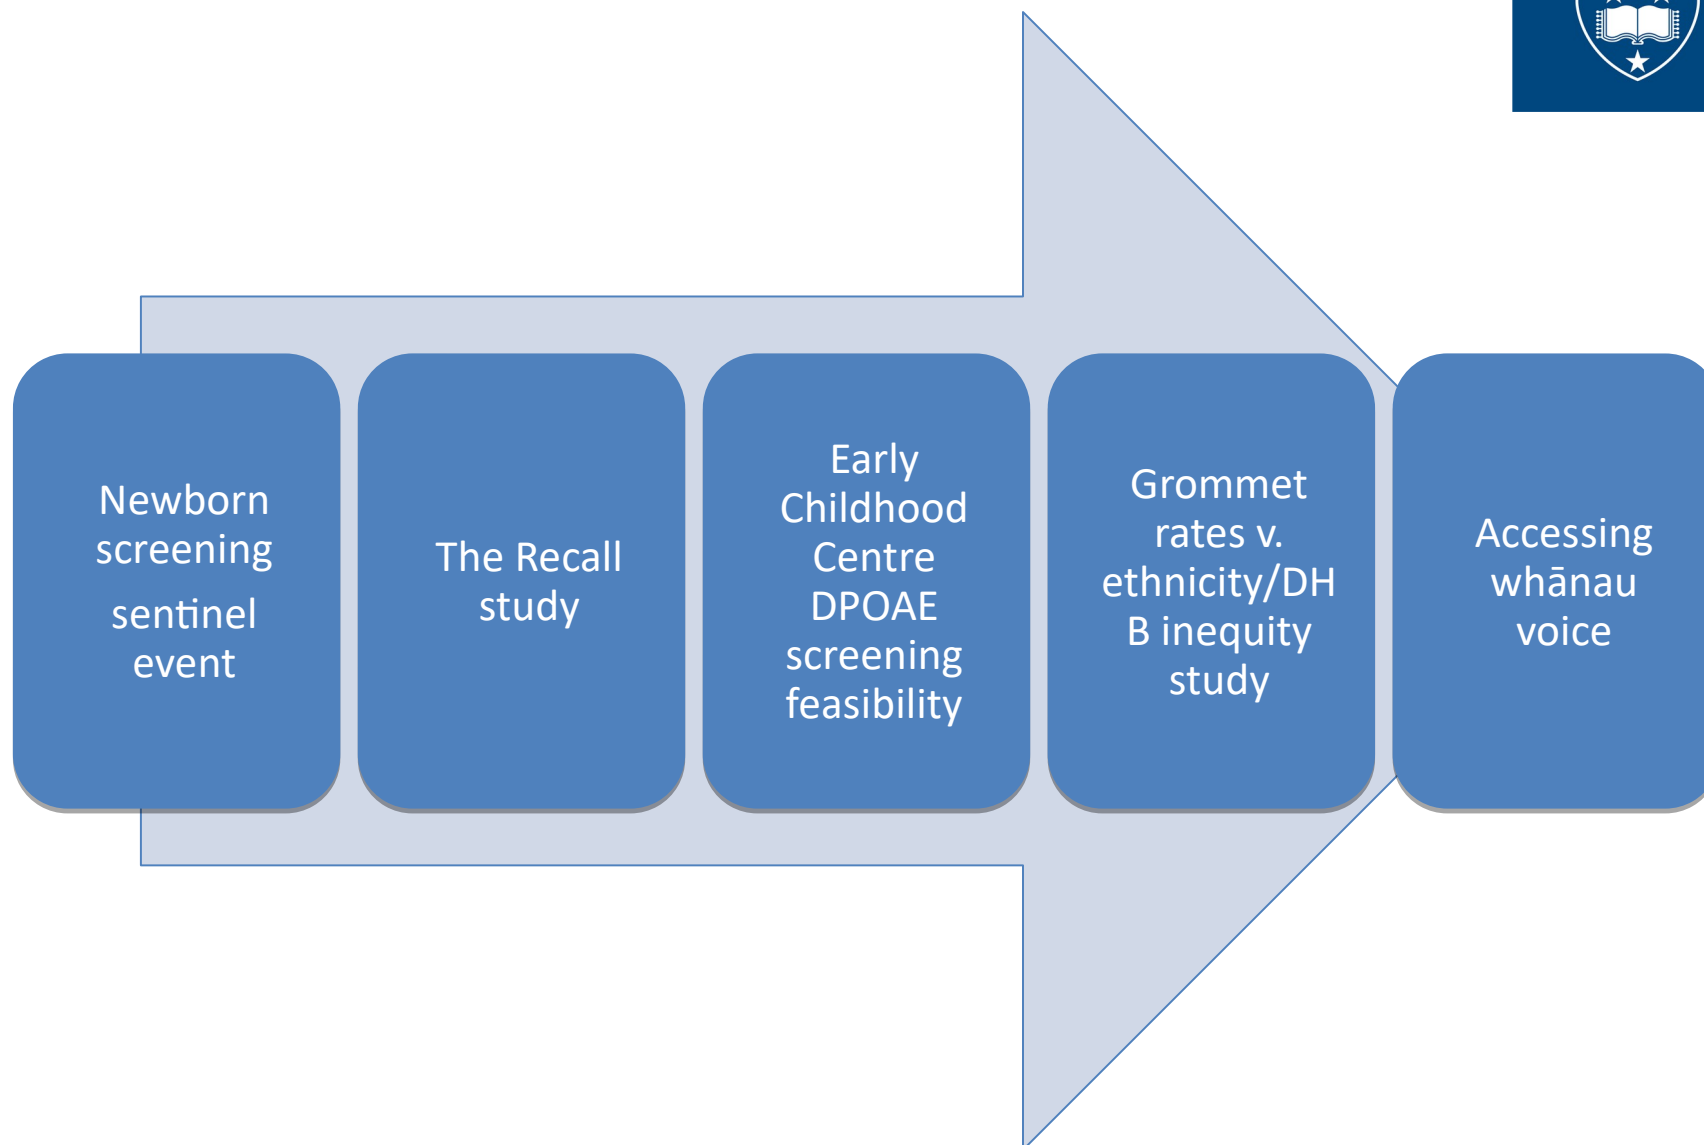 Newborn
screening
sentinel
event
The Recall
study
Early
Childhood
Centre
DPOAE
screening
feasibility
Grommet
rates v.
ethnicity/DH
B inequity
study
Accessing
whānau
voice